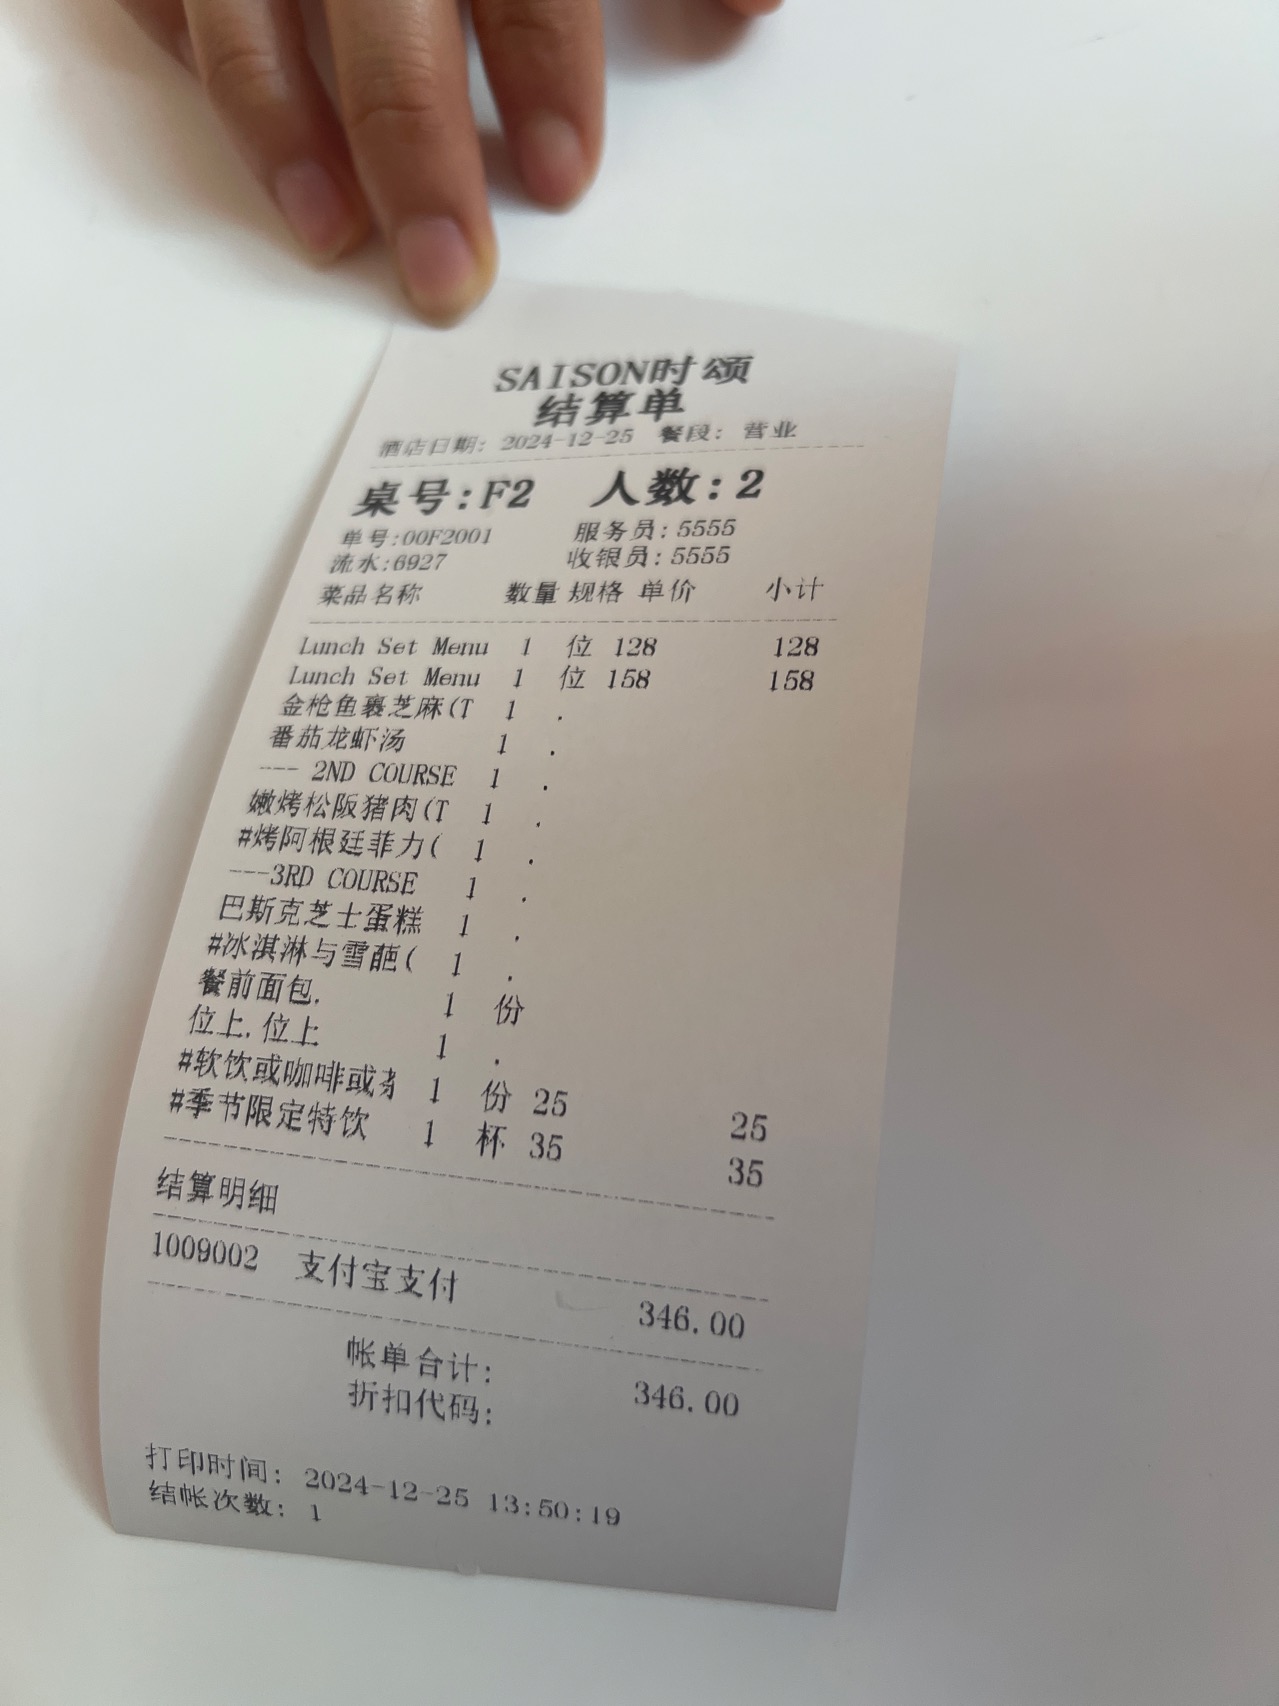 SAISON时颂
结算单
酒店日期: 2024-12-25 餐段: 营业
桌号:F2 人数:2
单号:00F2001 服务员:5555
流水:6927 收银员:5555
菜品名称 数量 规格 单价 小计
Lunch Set Menu 1 位 128 128
Lunch Set Menu 1 位 158 158
金枪鱼裹芝麻(T 1 .
番茄龙虾汤 1 .
--- 2ND COURSE 1 .
嫩烤松阪猪肉(T 1 .
#烤阿根廷菲力( 1 .
---3RD COURSE 1 .
巴斯克芝士蛋糕 1 .
#冰淇淋与雪葩( 1 .
餐前面包. 1 份
位上.位上 1 .
#软饮或咖啡或 1 份 25 25
#季节限定特饮 1 杯 35 35
结算明细
1009002 支付宝支付 346.00
帐单合计: 346.00
折扣代码:
打印时间: 2024-12-25 13:50:19
结帐次数: 1